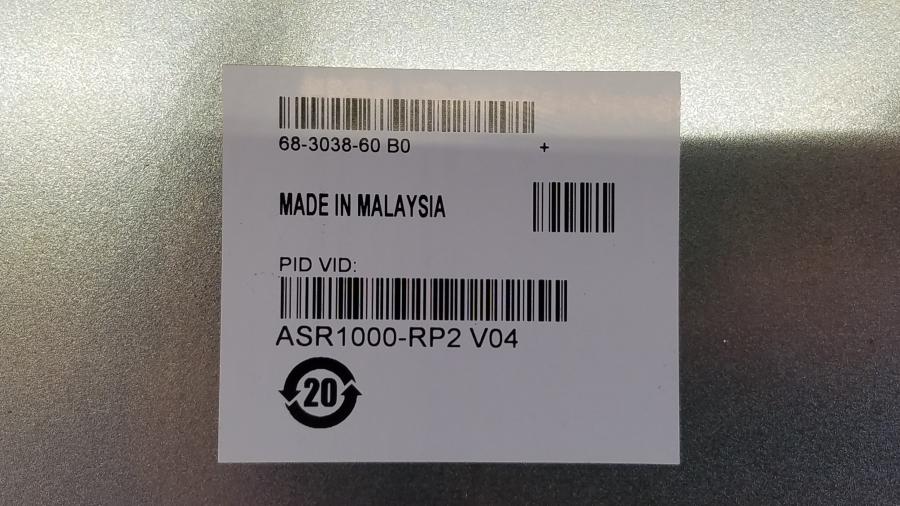 68-3038-60 B0 +
MADE IN MALAYSIA
PID VID:
ASR1000-RP2 V04
20